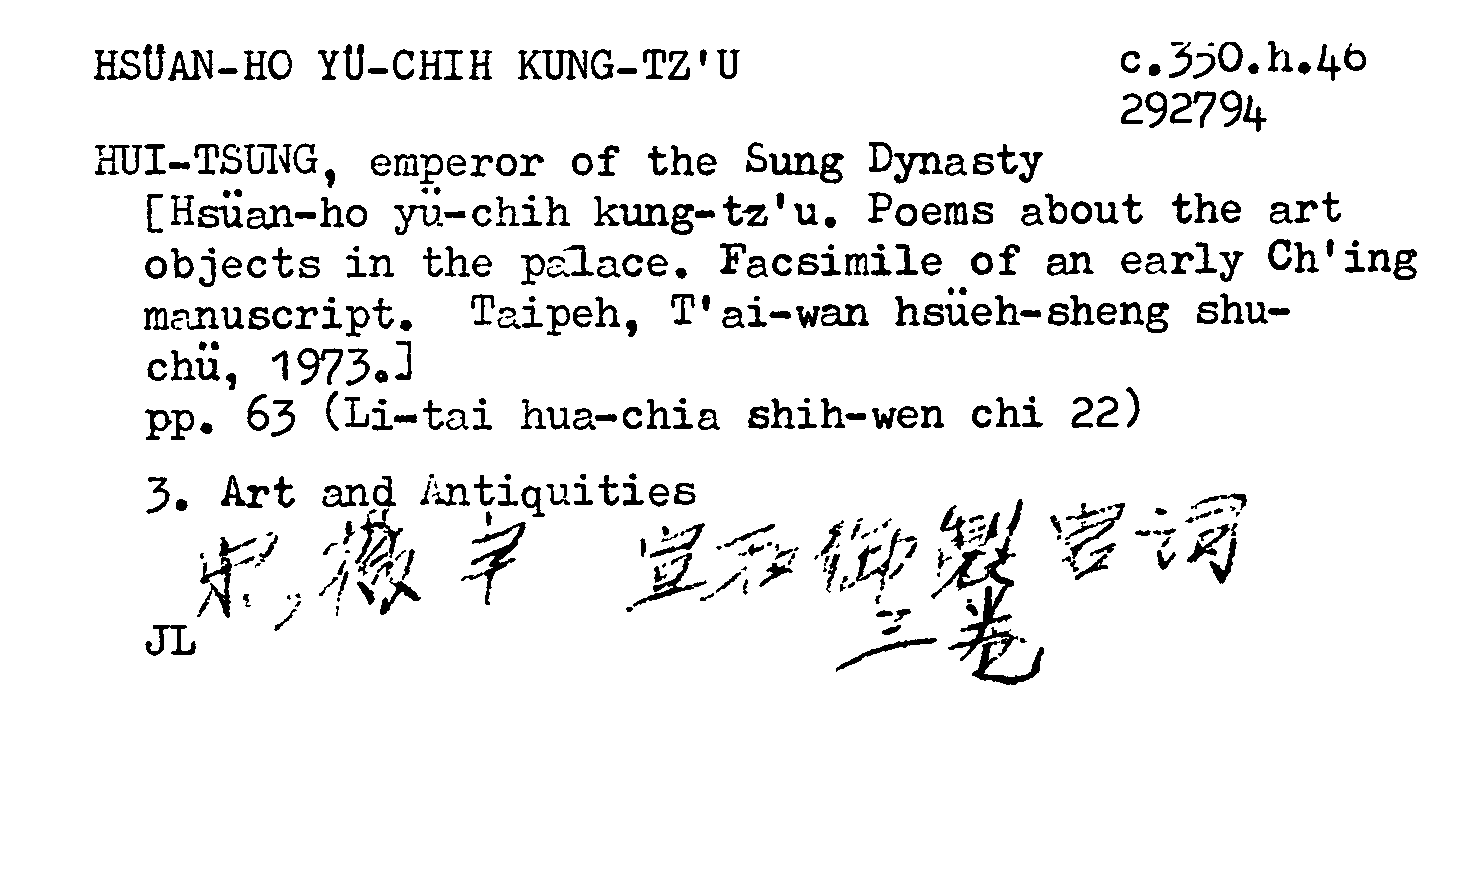 HSÜAN-HO YÜ-CHIH KUNG-TZ'U
c.350.h.46
292794
HUI-TSUNG, emperor of the Sung Dynasty
[Hsüan-ho yü-chih kung-tz'u. Poems about the art
objects in the palace. Facsimile of an early Ch'ing
manuscript. Taipeh, T'ai-wan hsüeh-sheng shu-
chü, 1973.]
pp. 63 (Li-tai hua-chia shih-wen chi 22)
3. Art and Antiquities
宋, 徽宗 宣和御製宮詞
三卷
JL